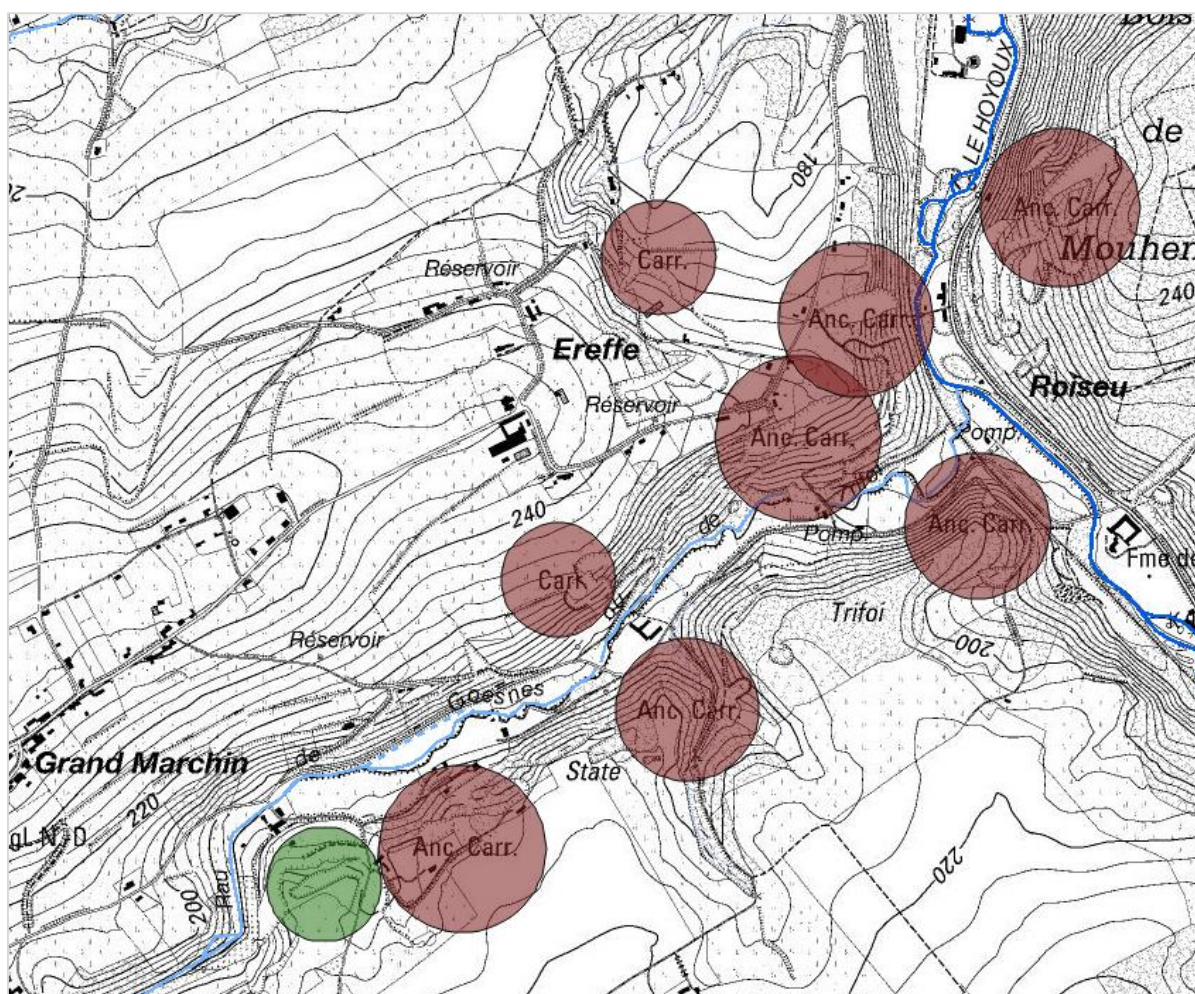 Bois
LE HOYOUX
de
180
Anc. Carr.
Mouhen
Carr.
Réservoir
240
Anc. Carr.
Ereffe
Roiseu
Réservoir
Pomp.
Anc. Carr.
240
de
Pomp.
Anc. Carr.
Fme de
Carr.
Trifoi
Réservoir
200
Goesnes
Anc. Carr.
de
Grand Marchin
State
220
Anc. Carr.
gl. N.-D.
220
200
Rau